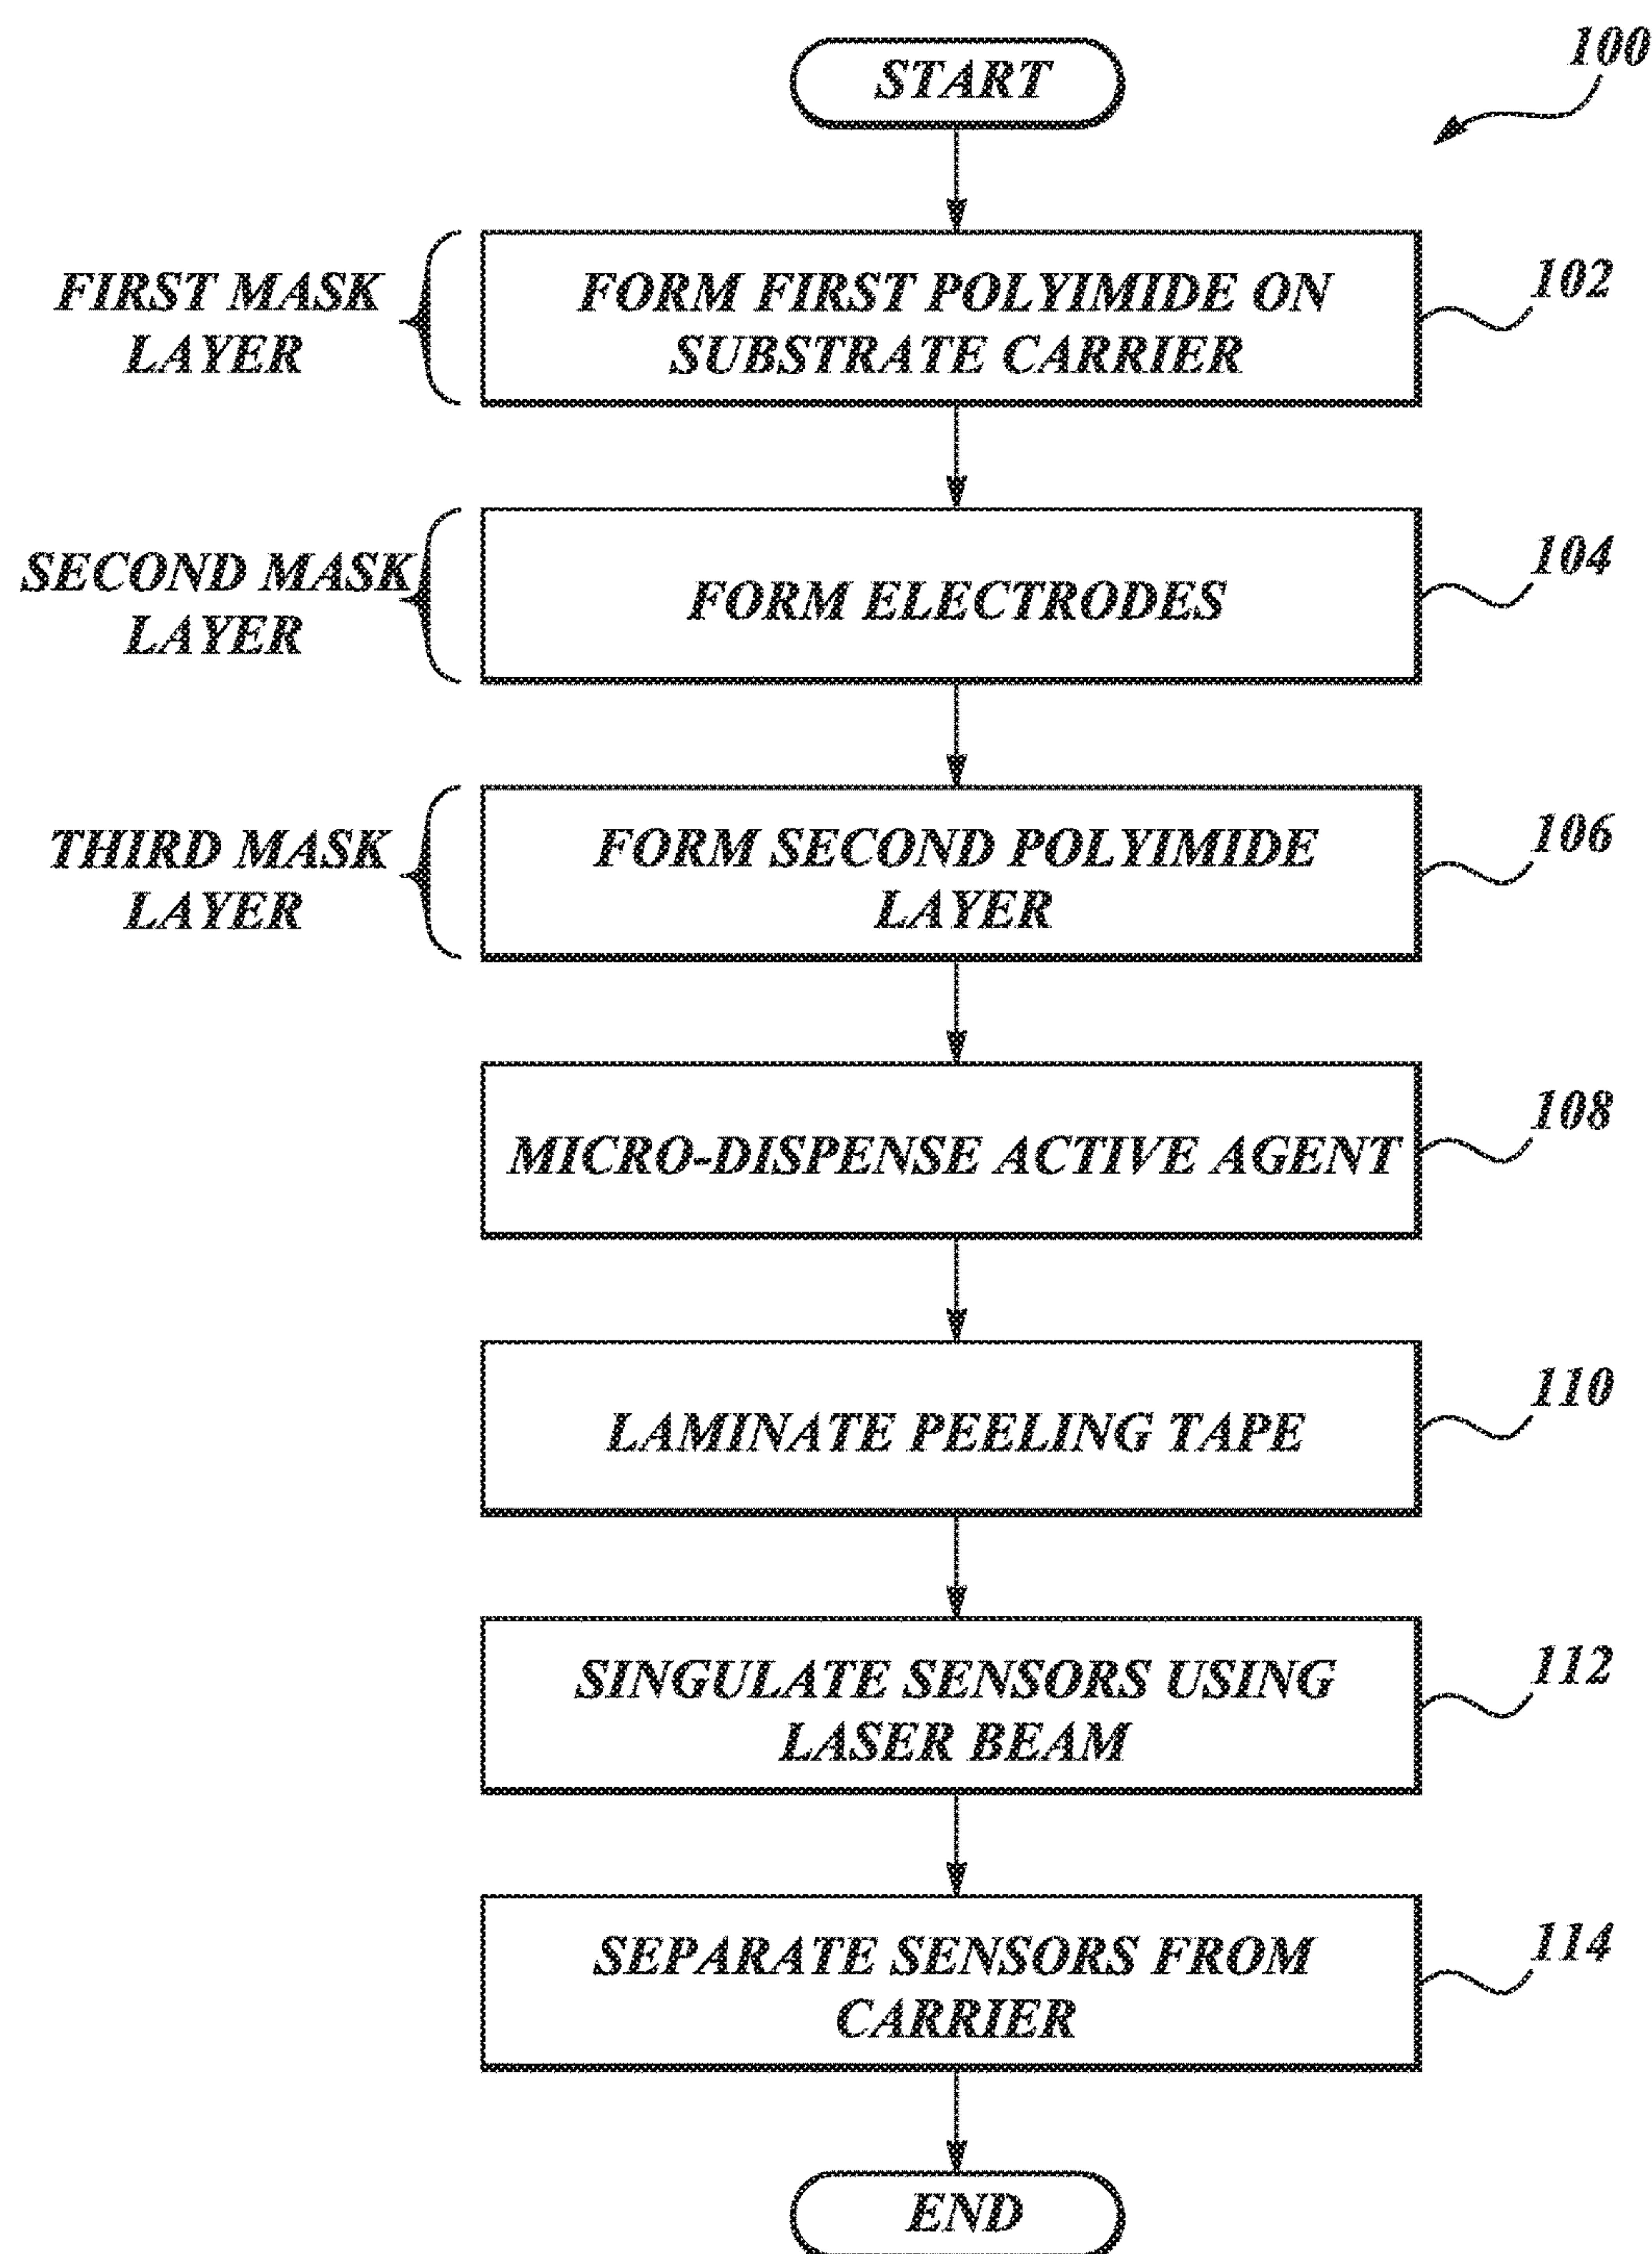 100
START
FIRST MASK
LAYER
FORM FIRST POLYIMIDE ON
SUBSTRATE CARRIER
102
SECOND MASK
LAYER
FORM ELECTRODES
104
THIRD MASK
LAYER
FORM SECOND POLYIMIDE
LAYER
106
MICRO-DISPENSE ACTIVE AGENT
108
LAMINATE PEELING TAPE
110
SINGULATE SENSORS USING
LASER BEAM
112
SEPARATE SENSORS FROM
CARRIER
114
END